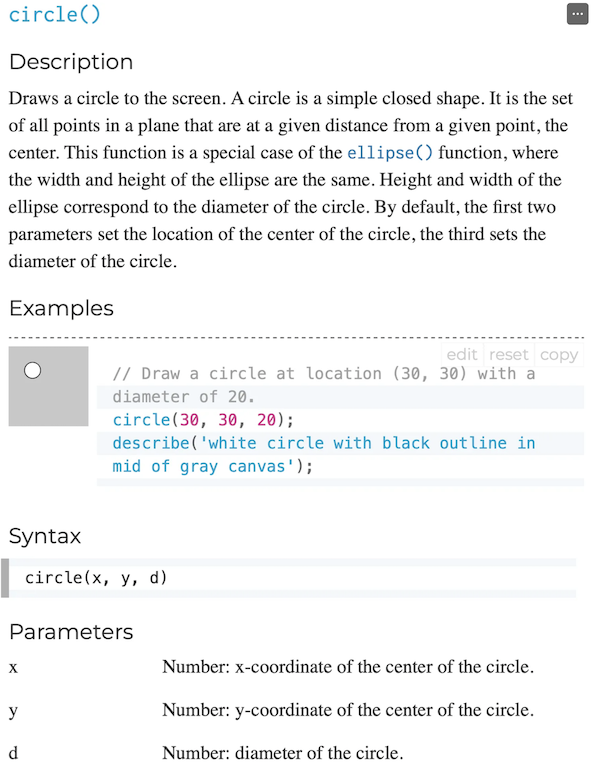 circle()
...
Description
Draws a circle to the screen. A circle is a simple closed shape. It is the set
of all points in a plane that are at a given distance from a given point, the
center. This function is a special case of the ellipse() function, where
the width and height of the ellipse are the same. Height and width of the
ellipse correspond to the diameter of the circle. By default, the first two
parameters set the location of the center of the circle, the third sets the
diameter of the circle.
Examples
edit reset copy
// Draw a circle at location (30, 30) with a
diameter of 20.
circle(30, 30, 20);
describe('white circle with black outline in
mid of gray canvas');
Syntax
circle(x, y, d)
Parameters
x Number: x-coordinate of the center of the circle.
y Number: y-coordinate of the center of the circle.
d Number: diameter of the circle.